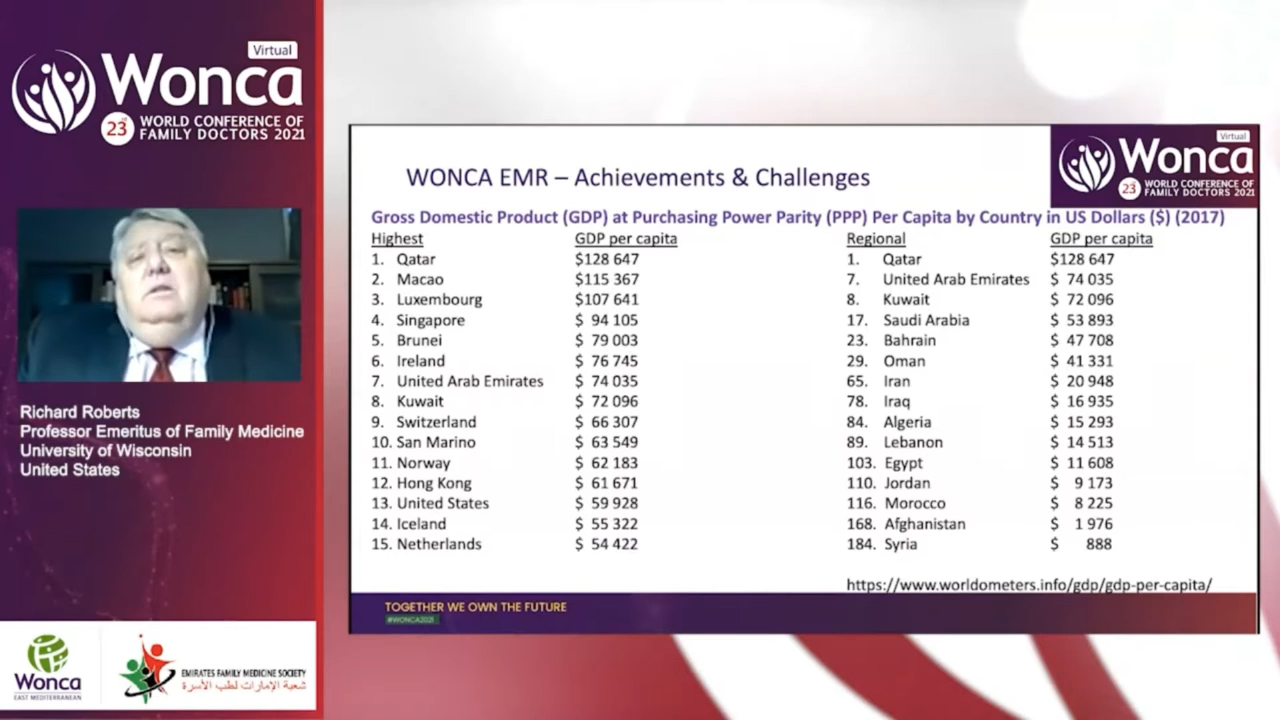 Virtual
Wonca
23rd WORLD CONFERENCE OF
FAMILY DOCTORS 2021
Richard Roberts
Professor Emeritus of Family Medicine
University of Wisconsin
United States
Wonca
EAST MEDITERRANEAN
EMIRATES FAMILY MEDICINE SOCIETY
شعبة الإمارات لطب الأسرة
WONCA EMR – Achievements & Challenges
Virtual
Wonca
23 WORLD CONFERENCE OF
FAMILY DOCTORS 2021
Gross Domestic Product (GDP) at Purchasing Power Parity (PPP) Per Capita by Country in US Dollars ($) (2017)
Highest GDP per capita
1. Qatar $128 647
2. Macao $115 367
3. Luxembourg $107 641
4. Singapore $ 94 105
5. Brunei $ 79 003
6. Ireland $ 76 745
7. United Arab Emirates $ 74 035
8. Kuwait $ 72 096
9. Switzerland $ 66 307
10. San Marino $ 63 549
11. Norway $ 62 183
12. Hong Kong $ 61 671
13. United States $ 59 928
14. Iceland $ 55 322
15. Netherlands $ 54 422
Regional GDP per capita
1. Qatar $128 647
7. United Arab Emirates $ 74 035
8. Kuwait $ 72 096
17. Saudi Arabia $ 53 893
23. Bahrain $ 47 708
29. Oman $ 41 331
65. Iran $ 20 948
78. Iraq $ 16 935
84. Algeria $ 15 293
89. Lebanon $ 14 513
103. Egypt $ 11 608
110. Jordan $ 9 173
116. Morocco $ 8 225
168. Afghanistan $ 1 976
184. Syria $ 888
https://www.worldometers.info/gdp/gdp-per-capita/
TOGETHER WE OWN THE FUTURE
#WONCA2021